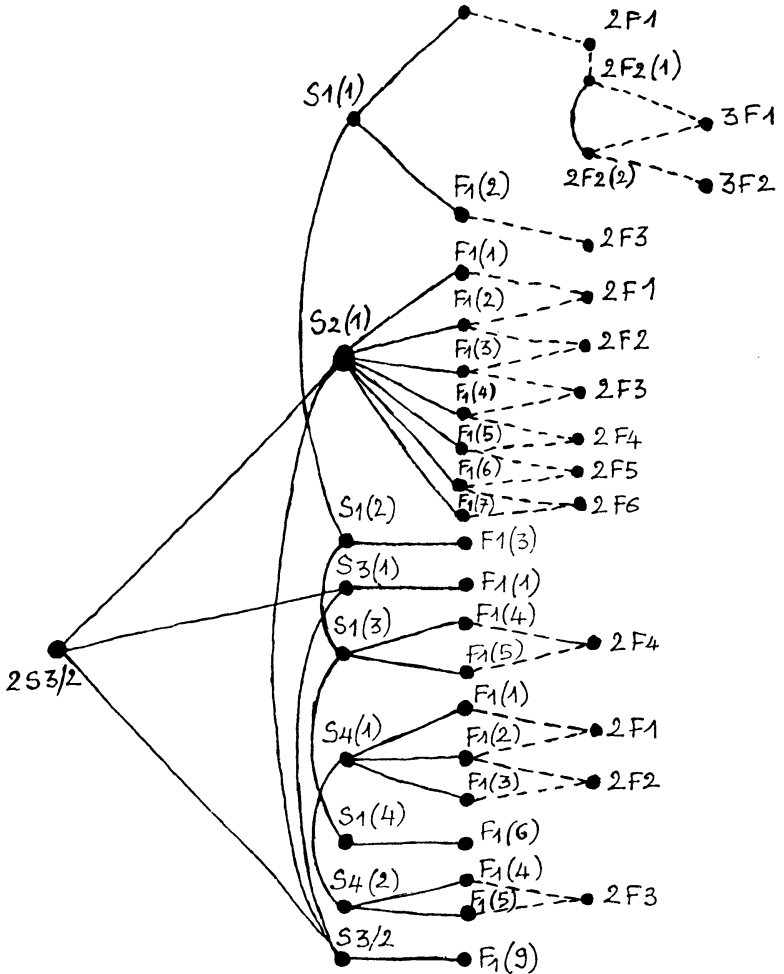 2F1
2F2(1)
S1(1)
3F1
2F2(2)
3F2
F1(2)
2F3
F1(1)
2F1
F1(2)
S2(1)
2F2
F1(3)
F1(4)
2F3
F1(5)
2F4
F1(6)
2F5
F1(7)
2F6
S1(2)
F1(3)
S3(1)
F1(1)
F1(4)
S1(3)
2F4
F1(5)
2S3/2
F1(1)
S4(1)
F1(2)
2F1
F1(3)
2F2
S1(4)
F1(6)
F1(4)
S4(2)
F1(5)
2F3
S3/2
F1(9)